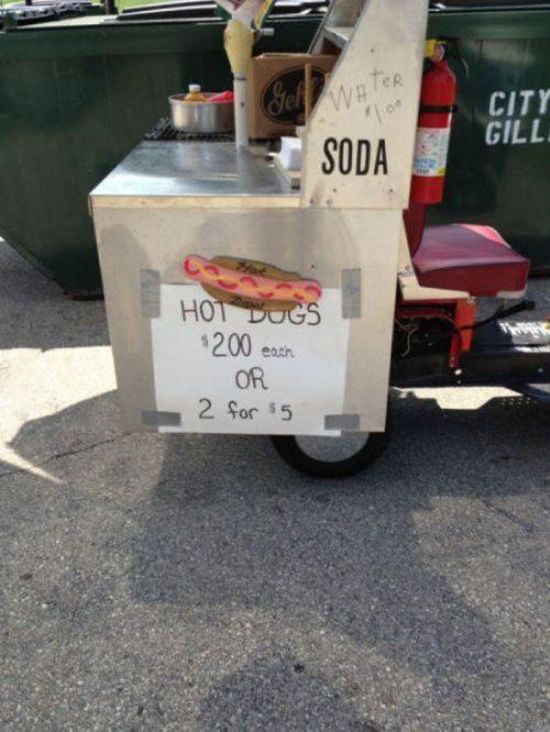 WATER
$1.00
SODA
CITY
GILL
Hot
HOT DOGS
$2.00 each
OR
2 for $5